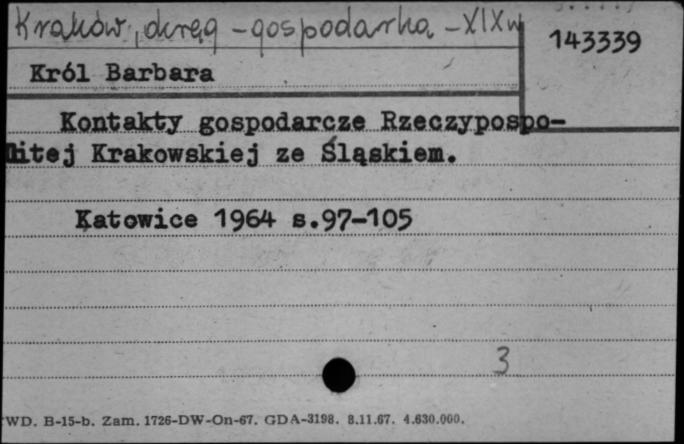 Kraków, okręg - gospodarka - XIX w
143339
Król Barbara
Kontakty gospodarcze Rzeczypospo-
litej Krakowskiej ze Śląskiem.
Katowice 1964 s.97-105
3
WD. B-15-b. Zam. 1726-DW-On-67. GDA-3198. 8.11.67. 4.630.000.